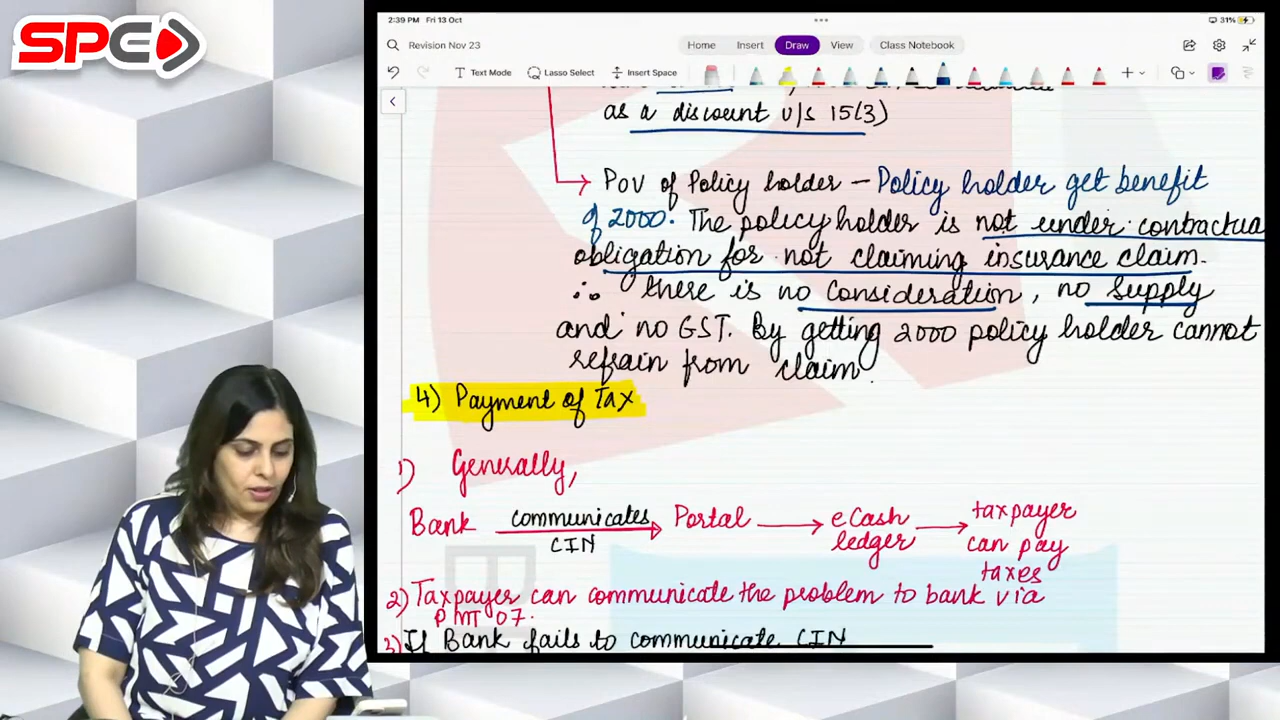 SPC
2:39 PM Fri 13 Oct
31%
Revision Nov 23
Home Insert Draw View Class Notebook
Text Mode Lasso Select Insert Space
as a discount u/s 15(3)
Pov of Policy holder – Policy holder get benefit
of 2000. The policy holder is not under contractua
obligation for not claiming insurance claim.
∴ there is no consideration, no supply
and no GST. By getting 2000 policy holder cannot
refrain from claim.
4) Payment of Tax
1) Generally,
Bank communicates CIN → Portal → eCash ledger → taxpayer can pay taxes
2) Taxpayer can communicate the problem to bank via
PMT 07.
3) If Bank fails to communicate CIN